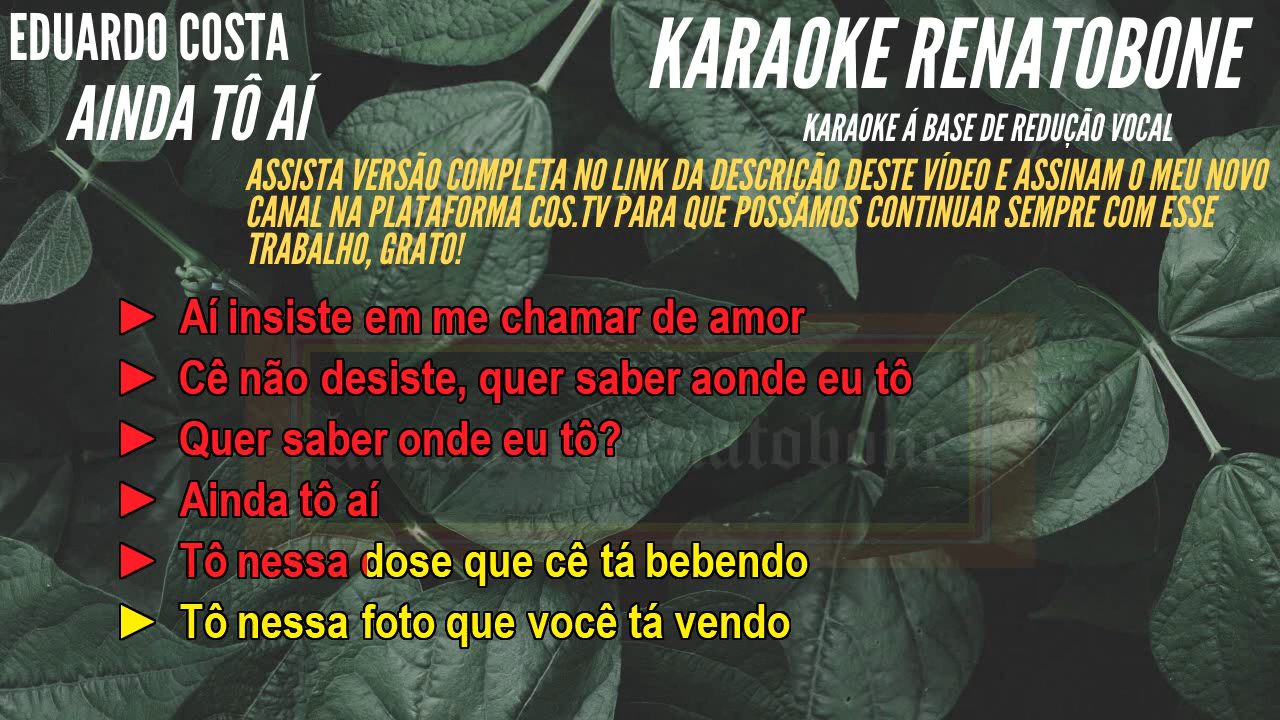 EDUARDO COSTA
AINDA TÔ AÍ
KARAOKE RENATOBONE
KARAOKE Á BASE DE REDUÇÃO VOCAL
ASSISTA VERSÃO COMPLETA NO LINK DA DESCRIÇÃO DESTE VÍDEO E ASSINAM O MEU NOVO
CANAL NA PLATAFORMA COS.TV PARA QUE POSSAMOS CONTINUAR SEMPRE COM ESSE
TRABALHO, GRATO!
► Aí insiste em me chamar de amor
► Cê não desiste, quer saber aonde eu tô
► Quer saber onde eu tô?
► Ainda tô aí
► Tô nessa dose que cê tá bebendo
► Tô nessa foto que você tá vendo